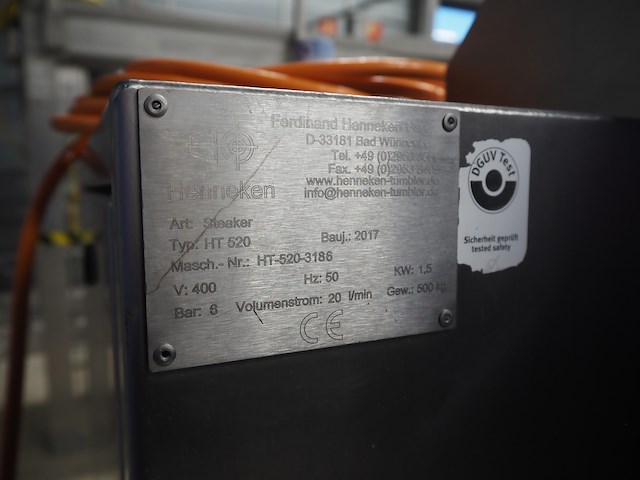 Ferdinand Henneken
D-33181 Bad
Tel. +49
Fax. +49
www.henneken-tumbler.de
info@henneken-tumbler.de
Henneken
Art: Steaker
Typ: HT 520
Bauj.: 2017
Masch.- Nr.: HT-520-3186
V: 400
Hz: 50
KW: 1,5
Bar: 6
Volumenstrom: 20 l/min
Gew.: 500 kg
CE
DGUV Test
Sicherheit geprüft
tested safety